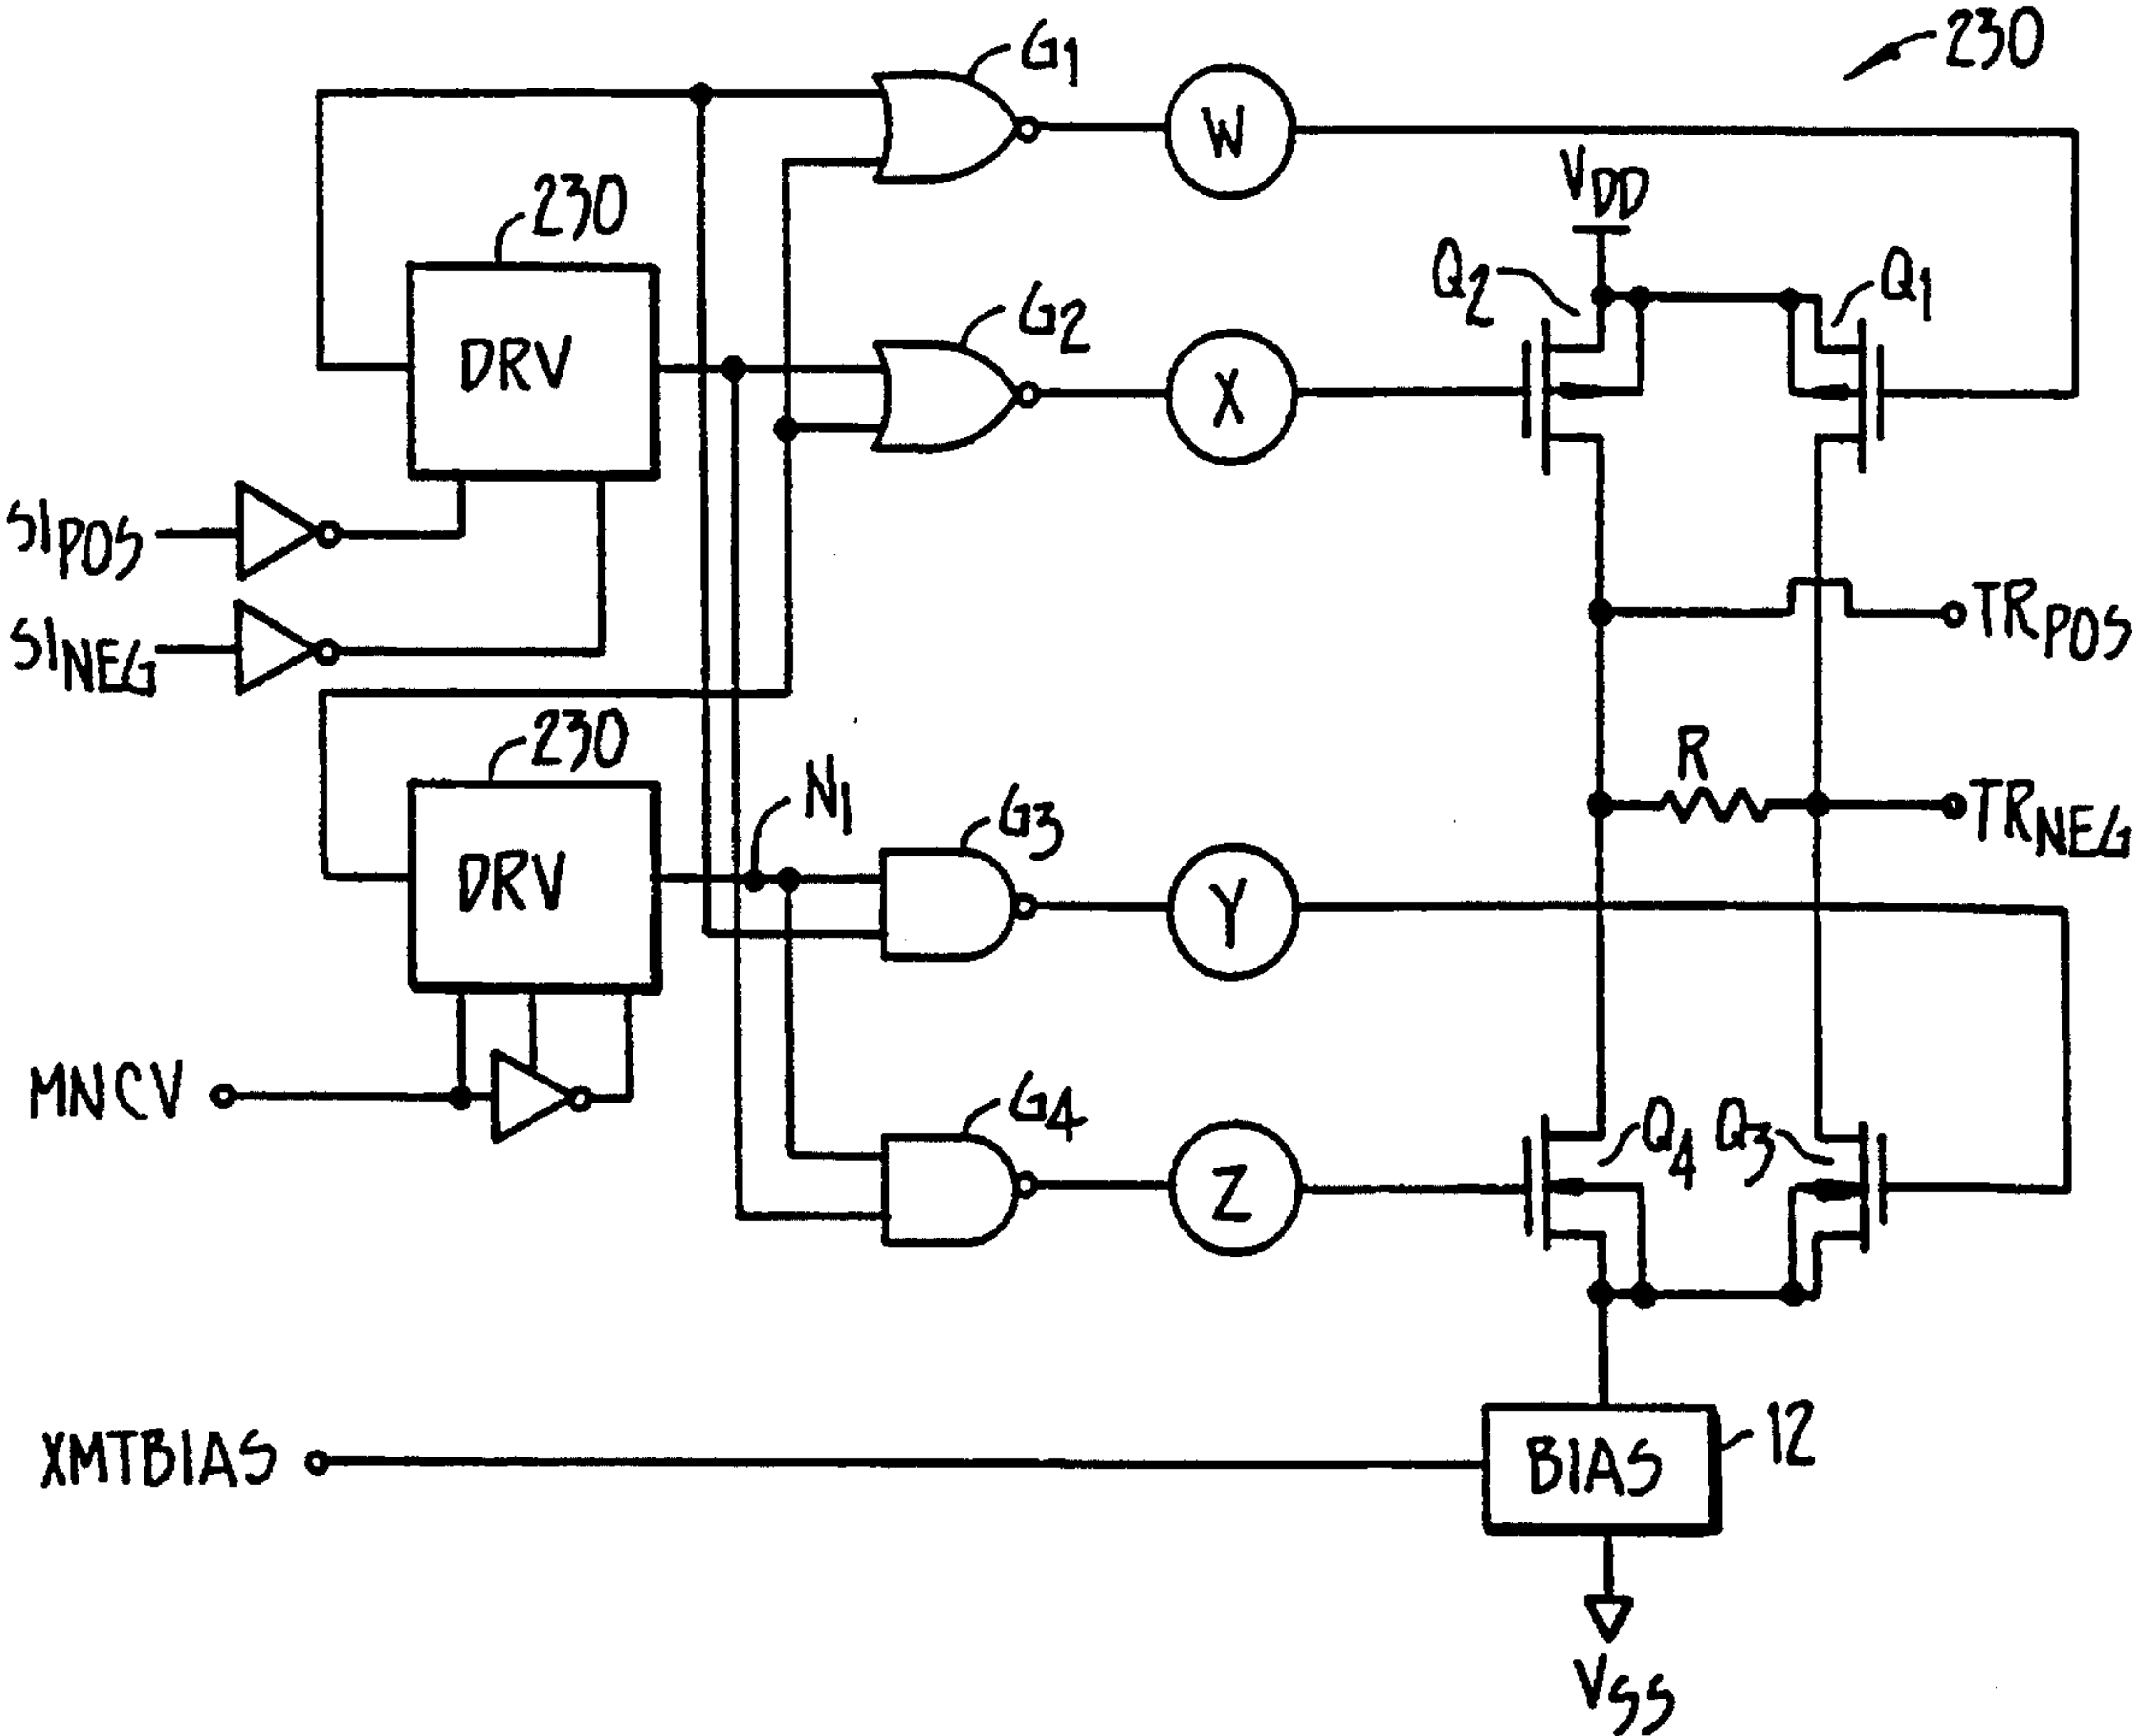 G1
230
W
VDD
230
Q2
Q1
G2
DRV
X
SIPOS
TRPOS
SINEG
230
R
N1
G3
TRNEG
DRV
Y
MNCV
G4
Q4
Q3
Z
XMTBIAS
BIAS
12
VSS